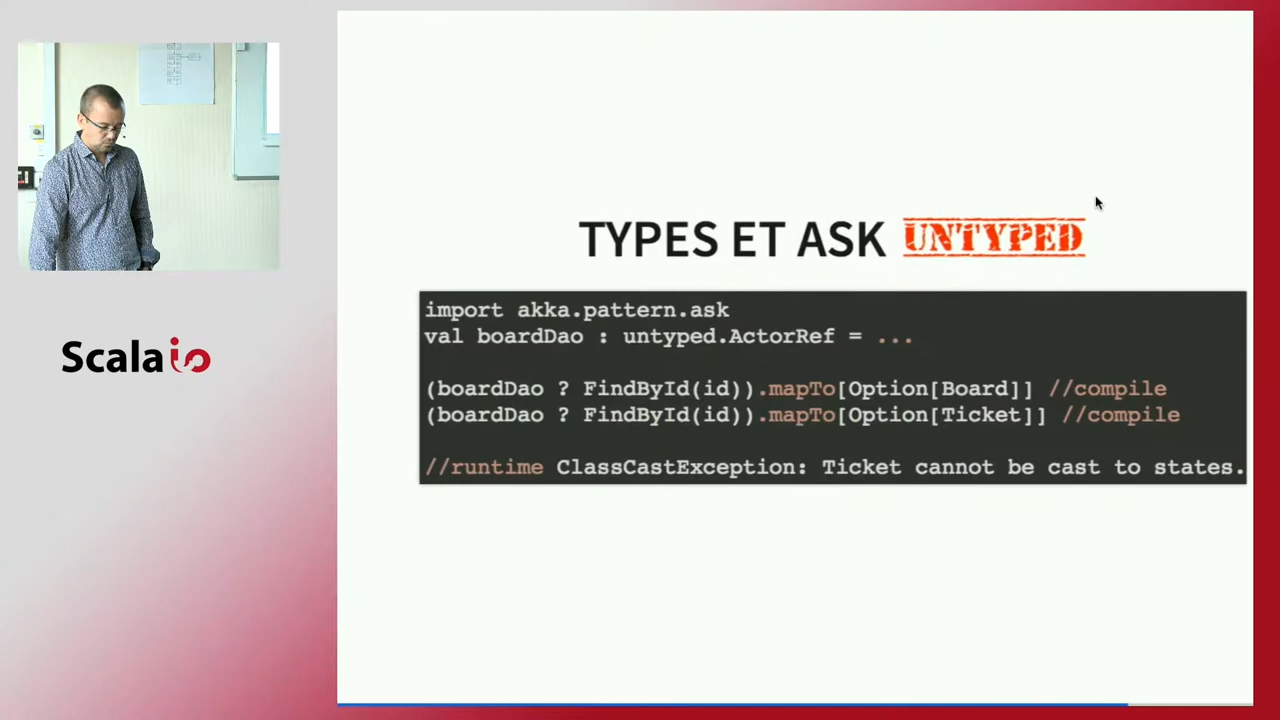 TYPES ET ASK UNTYPED
import akka.pattern.ask
val boardDao : untyped.ActorRef = ...
(boardDao ? FindById(id)).mapTo[Option[Board]] //compile
(boardDao ? FindById(id)).mapTo[Option[Ticket]] //compile
//runtime ClassCastException: Ticket cannot be cast to states.
Scala io